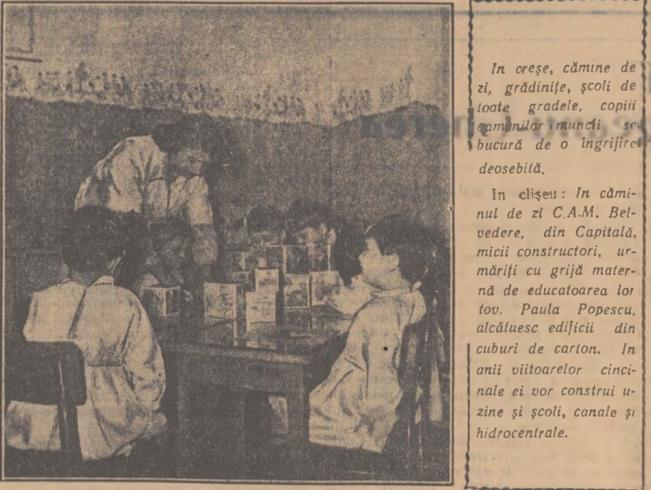 In creșe, cămine de
zi, grădinițe, școli de
toate gradele, copiii
oamenilor muncii se
bucură de o îngrijire
deosebită.
In clișeu: In cămi-
nul de zi C.A.M. Bel-
vedere, din Capitală,
micii constructori, ur-
măriți cu grijă mater-
nă de educatoarea lor
tov. Paula Popescu,
alcătuesc edificii din
cuburi de carton. In
anii viitoarelor cinci-
nale ei vor construi u-
zine și școli, canale și
hidrocentrale.